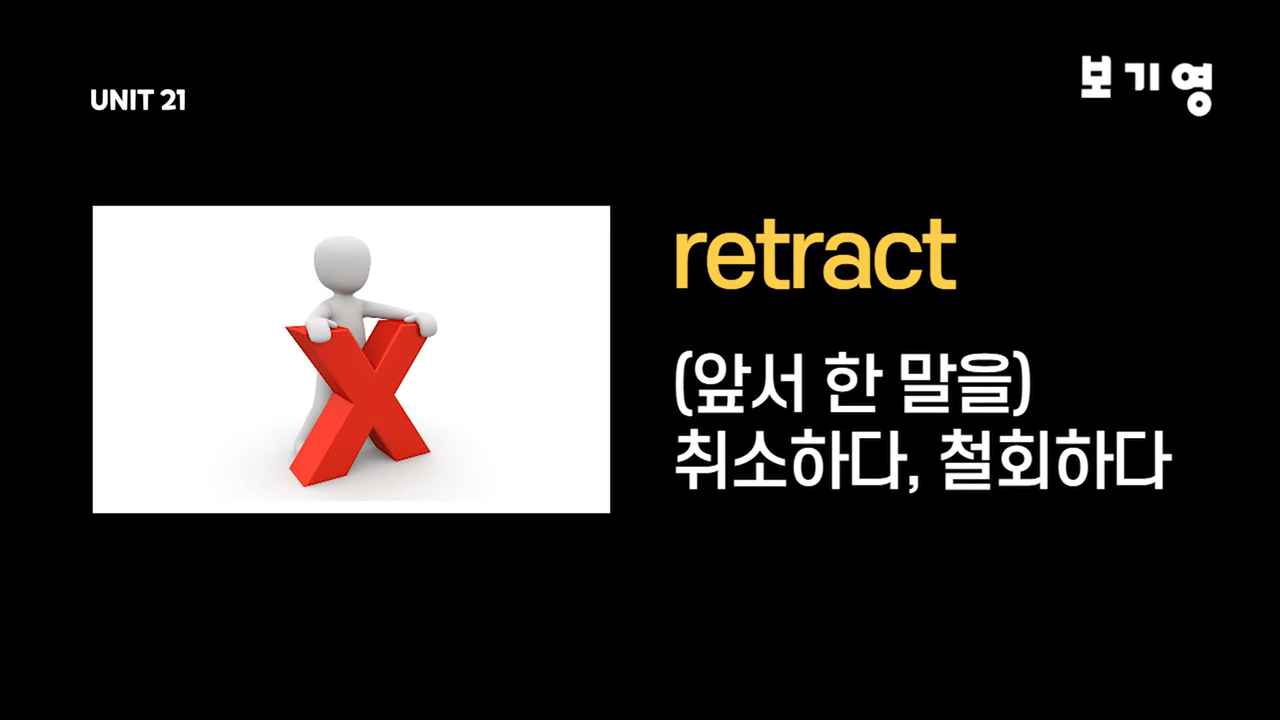 UNIT 21
보기영
retract
(앞서 한 말을)
취소하다, 철회하다